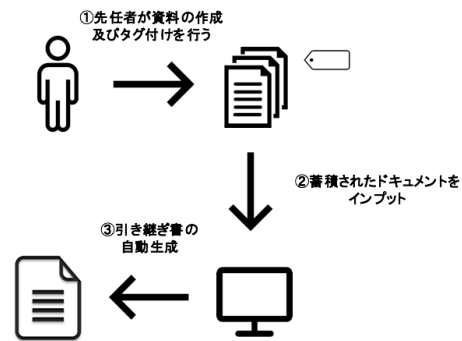 ①先任者が資料の作成
及びタグ付けを行う
②蓄積されたドキュメントを
インプット
③引き継ぎ書の
自動生成